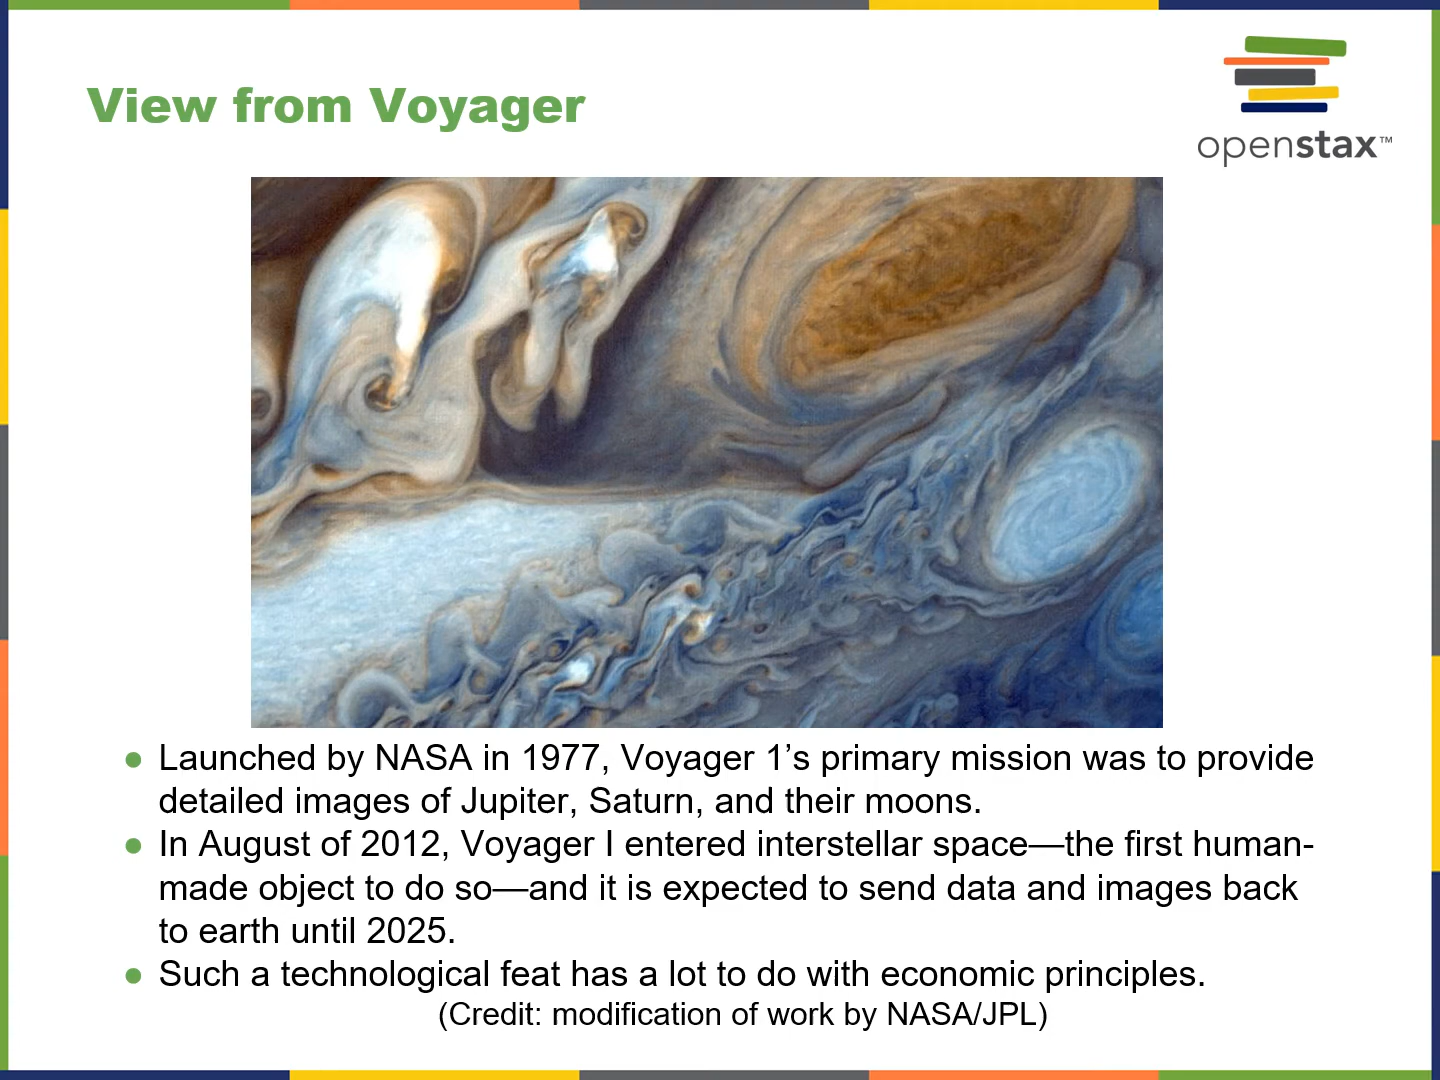 View from Voyager
openstax™
● Launched by NASA in 1977, Voyager 1’s primary mission was to provide
detailed images of Jupiter, Saturn, and their moons.
● In August of 2012, Voyager I entered interstellar space—the first human-
made object to do so—and it is expected to send data and images back
to earth until 2025.
● Such a technological feat has a lot to do with economic principles.
(Credit: modification of work by NASA/JPL)